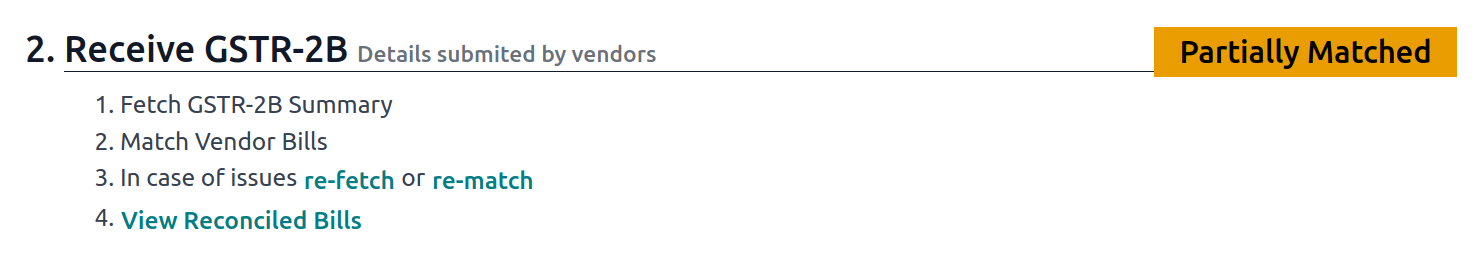 2. Receive GSTR-2B Details submited by vendors Partially Matched
1. Fetch GSTR-2B Summary
2. Match Vendor Bills
3. In case of issues re-fetch or re-match
4. View Reconciled Bills